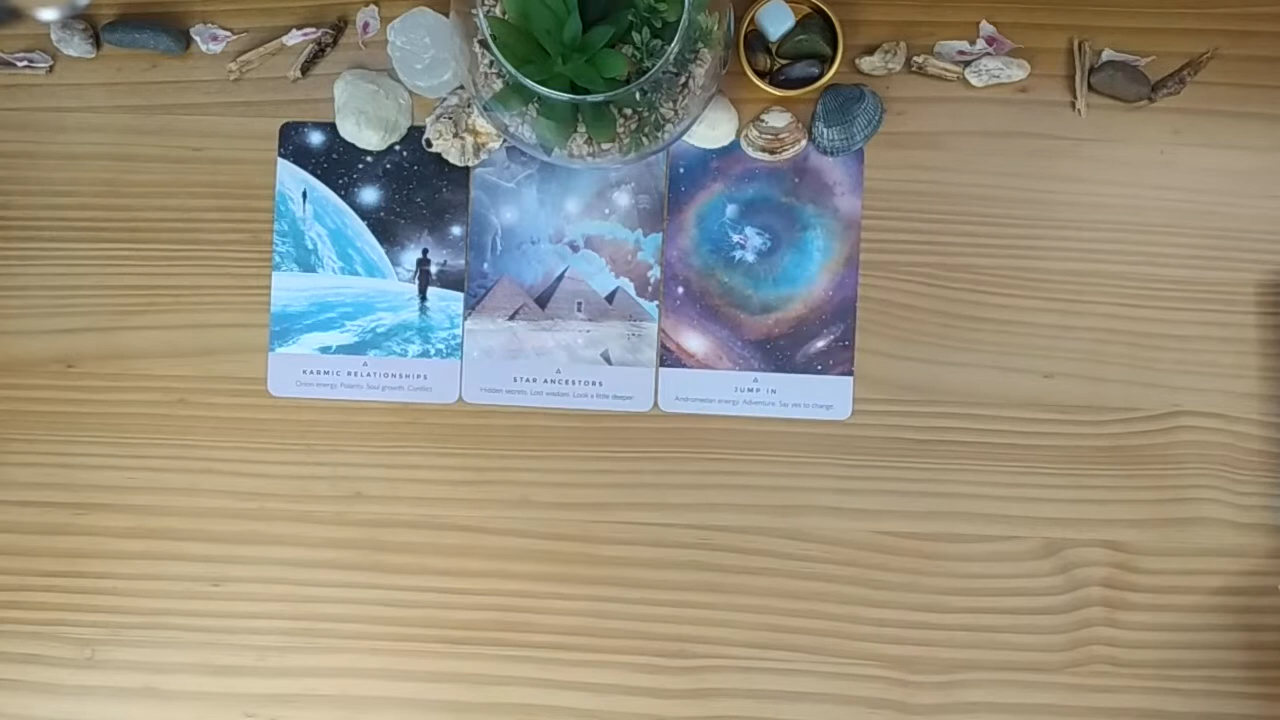 KARMIC RELATIONSHIPS
Orion energy. Polarity. Soul growth. Conflict.
STAR ANCESTORS
Hidden secrets. Lost wisdom. Look a little deeper.
JUMP IN
Andromedan energy. Adventure. Say yes to change.